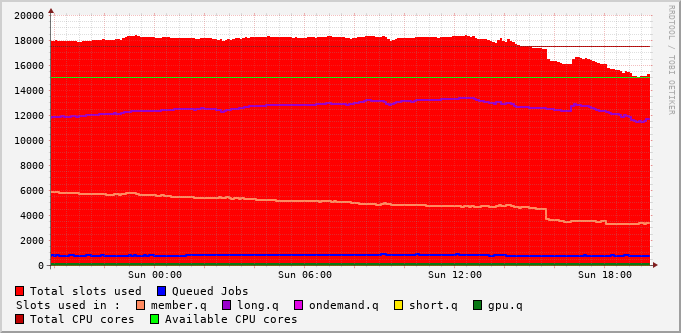 RRDTOOL / TOBI OETIKER
20000
18000
16000
14000
12000
10000
8000
6000
4000
2000
0
Sun 00:00 Sun 06:00 Sun 12:00 Sun 18:00
Total slots used Queued Jobs
Slots used in : member.q long.q ondemand.q short.q gpu.q
Total CPU cores Available CPU cores